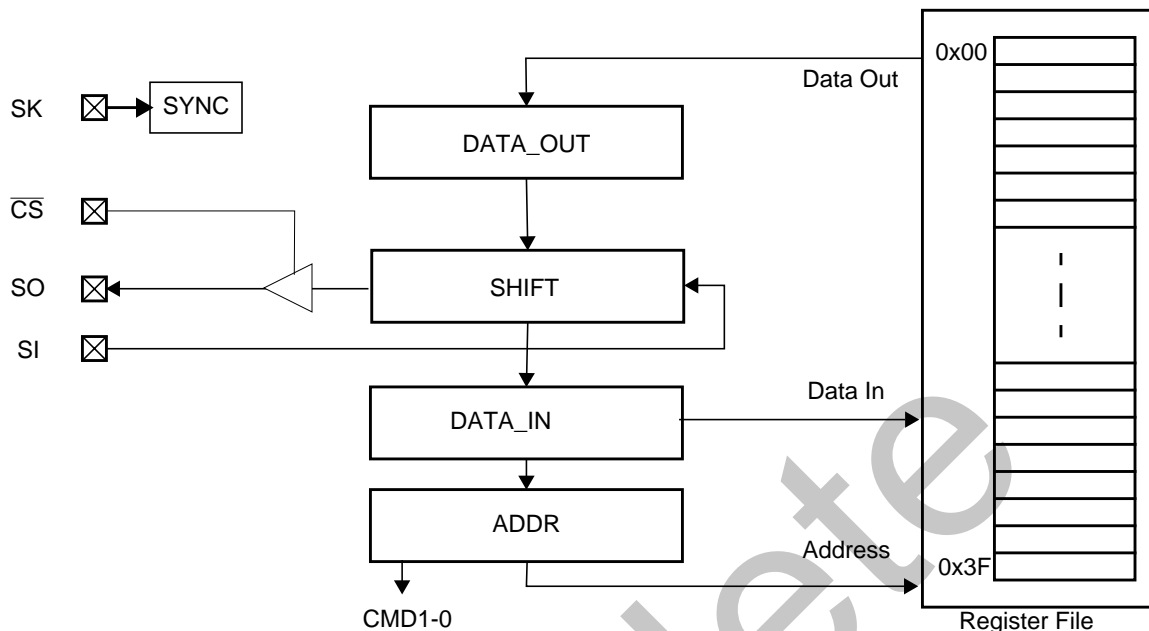 0x00
Data Out
SK
SYNC
DATA_OUT
CS
SO
SHIFT
SI
Data In
DATA_IN
ADDR
Address
0x3F
CMD1-0
Register File